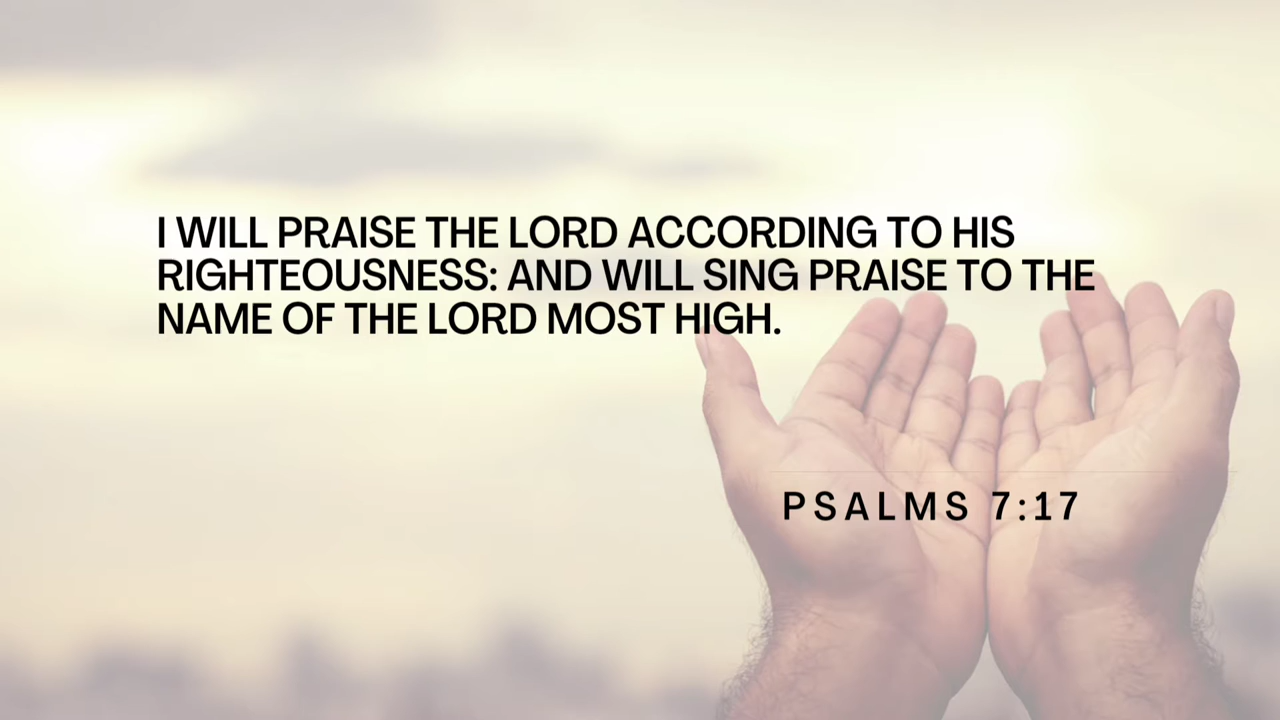 I WILL PRAISE THE LORD ACCORDING TO HIS
RIGHTEOUSNESS: AND WILL SING PRAISE TO THE
NAME OF THE LORD MOST HIGH.
PSALMS 7:17